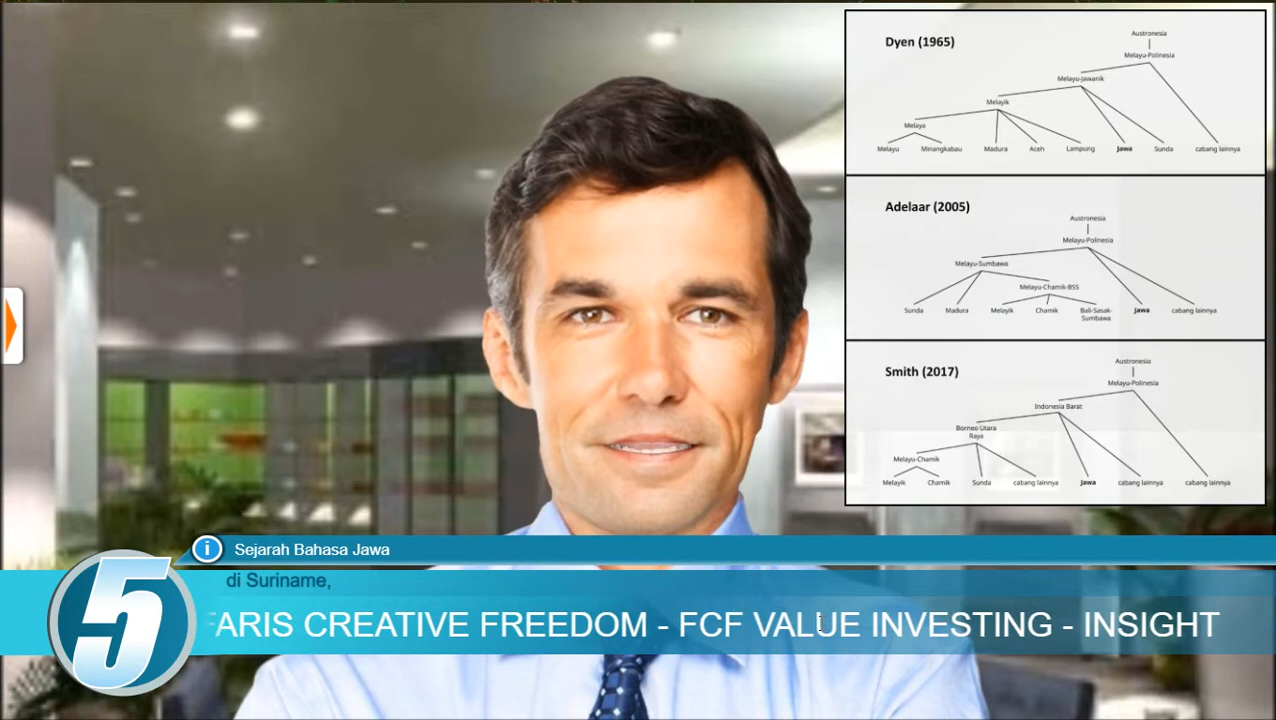 Dyen (1965)
Austronesia
Melayu-Polinesia
Melayu-Jawanik
Melayik
Melaya
Melayu Minangkabau Madura Aceh Lampung Jawa Sunda cabang lainnya
Adelaar (2005)
Austronesia
Melayu-Polinesia
Melayu-Sumbawa
Melayu-Chamik-BSS
Sunda Madura Melayik Chamik Bali-Sasak-Sumbawa Jawa cabang lainnya
Smith (2017)
Austronesia
Melayu-Polinesia
Indonesia Barat
Borneo Utara
Raya
Melayu-Chamik
Melayik Chamik Sunda cabang lainnya Jawa cabang lainnya cabang lainnya
i Sejarah Bahasa Jawa
di Suriname,
5
FARIS CREATIVE FREEDOM - FCF VALUE INVESTING - INSIGHT